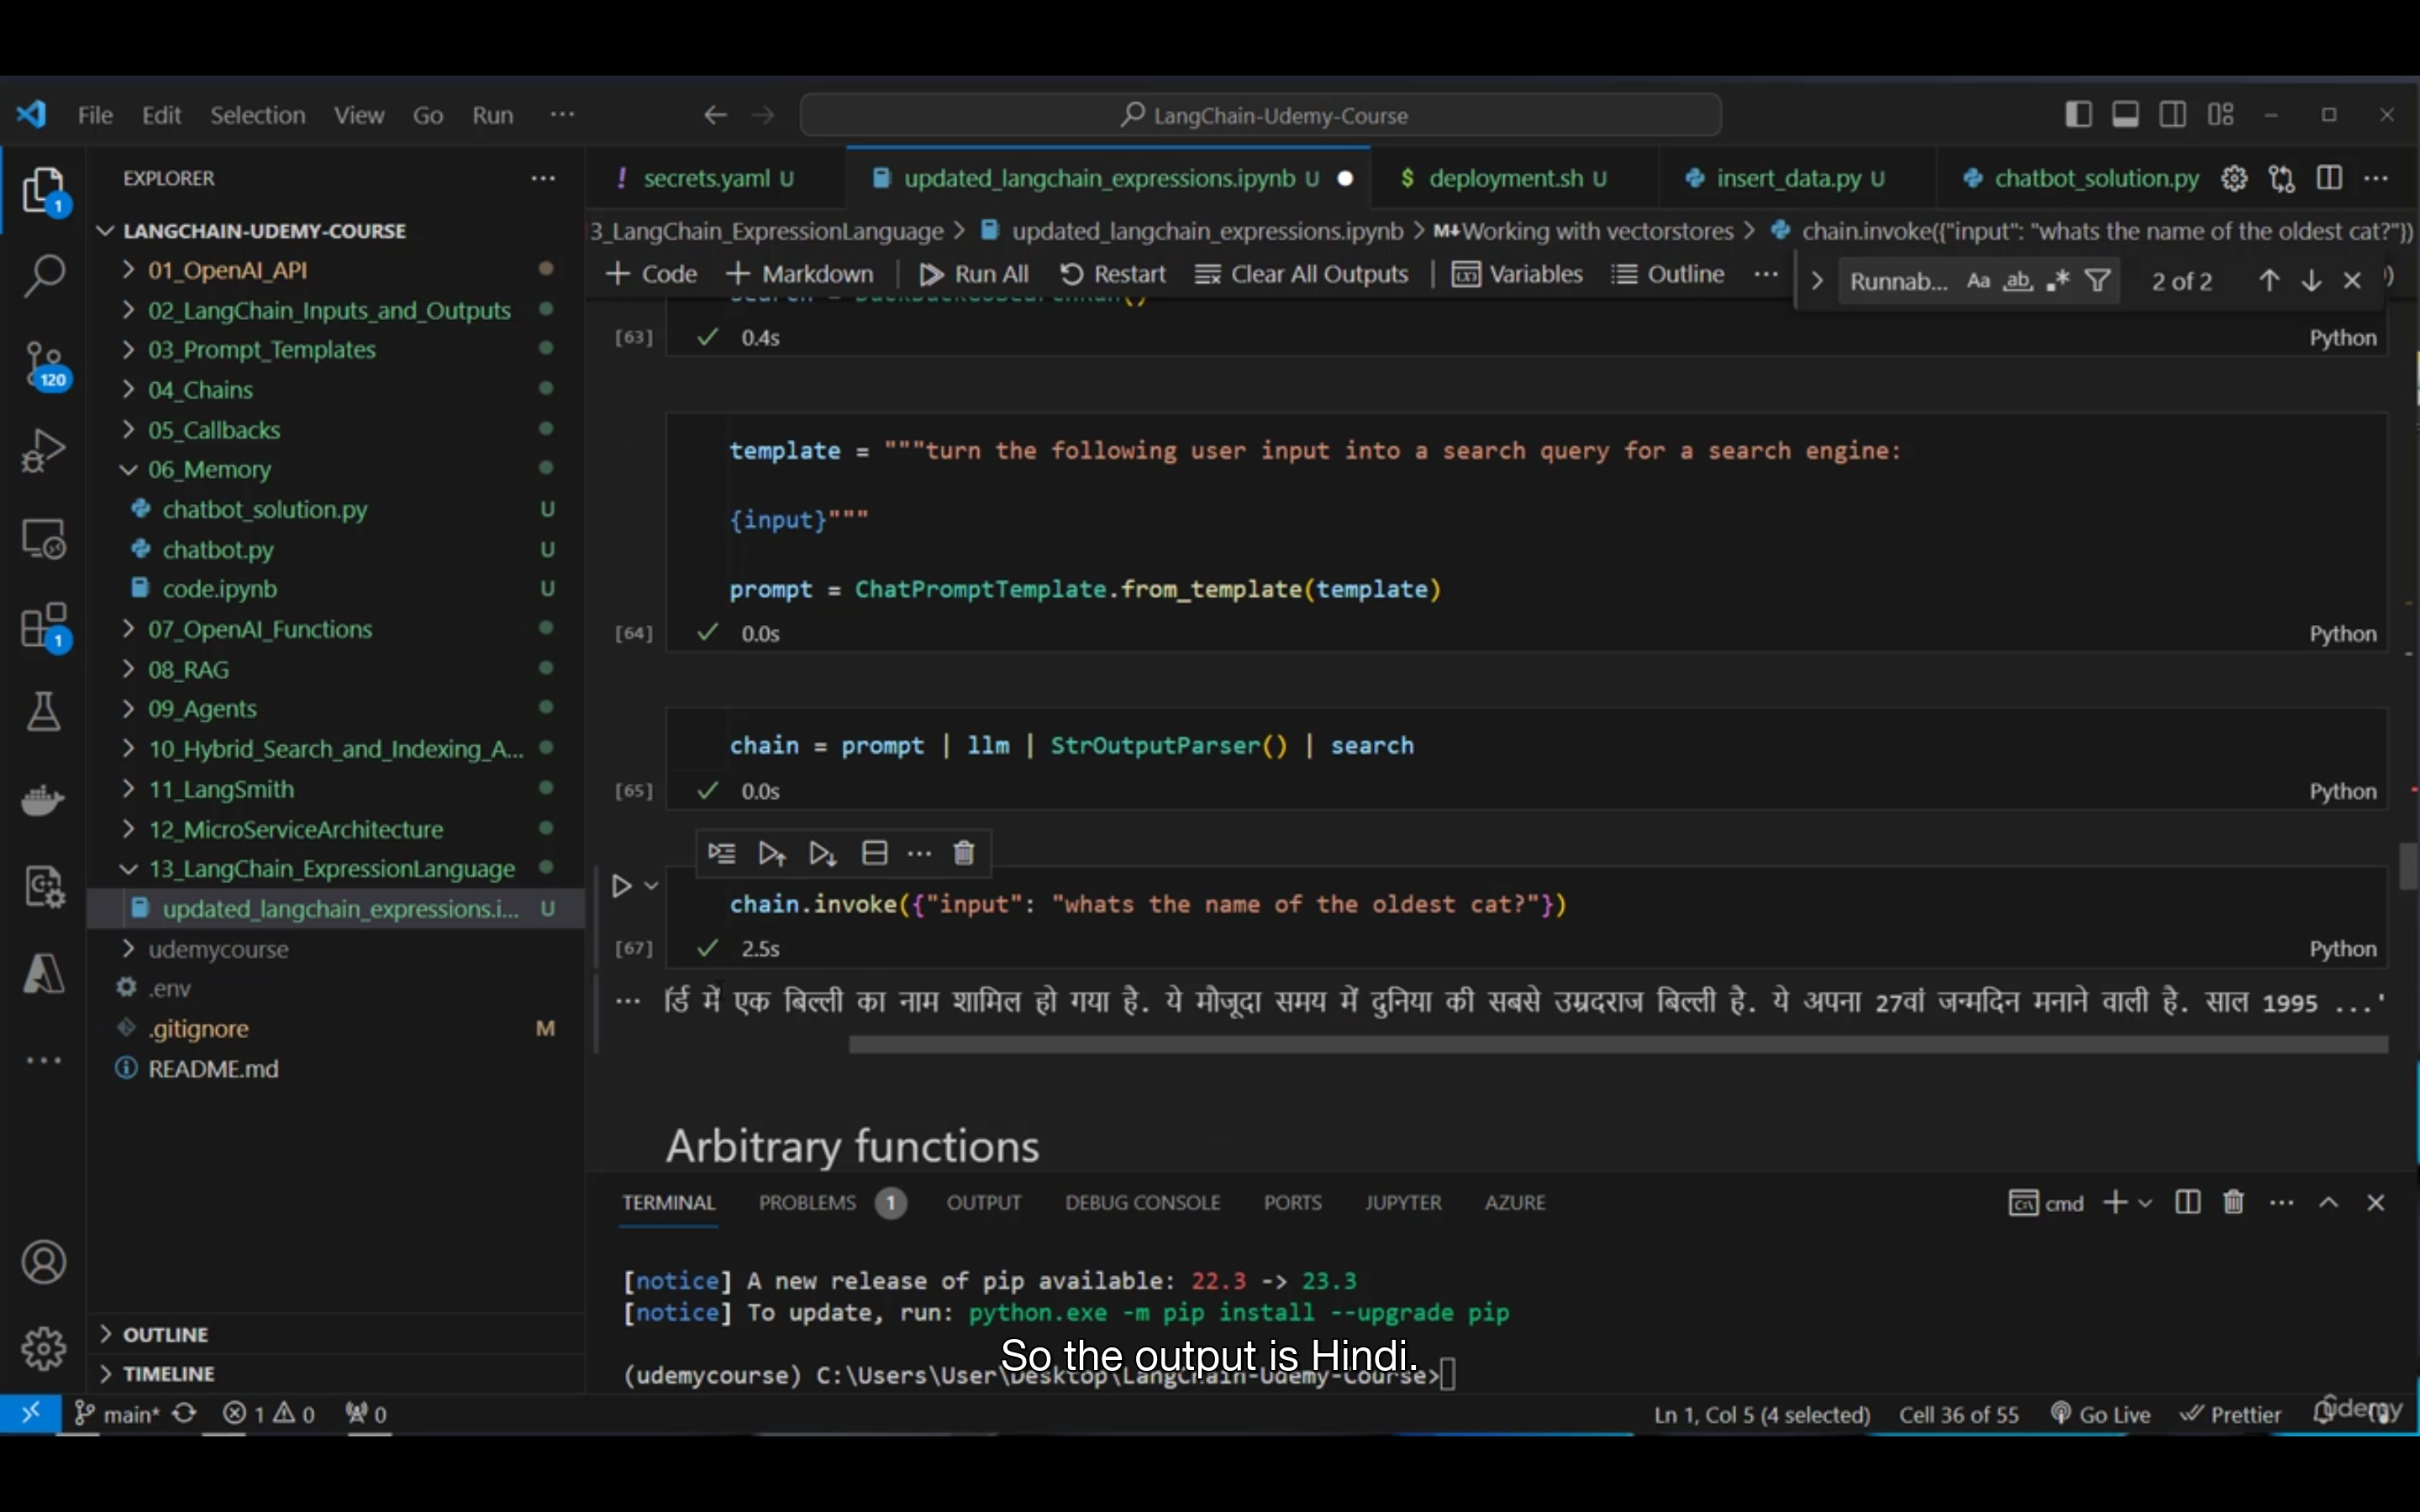 File Edit Selection View Go Run ...
LangChain-Udemy-Course
EXPLORER
LANGCHAIN-UDEMY-COURSE
01_OpenAI_API
02_LangChain_Inputs_and_Outputs
03_Prompt_Templates
04_Chains
05_Callbacks
06_Memory
chatbot_solution.py U
chatbot.py U
code.ipynb U
07_OpenAI_Functions
08_RAG
09_Agents
10_Hybrid_Search_and_Indexing_A...
11_LangSmith
12_MicroServiceArchitecture
13_LangChain_ExpressionLanguage
updated_langchain_expressions.i... U
udemycourse
.env
.gitignore M
README.md
OUTLINE
TIMELINE
1
120
1
! secrets.yaml U
updated_langchain_expressions.ipynb U
$ deployment.sh U
insert_data.py U
chatbot_solution.py
3_LangChain_ExpressionLanguage > updated_langchain_expressions.ipynb > M↓Working with vectorstores > chain.invoke({"input": "whats the name of the oldest cat?"})
+ Code + Markdown | Run All Restart Clear All Outputs | Variables Outline ...
Runnab... Aa ab 2 of 2
[63] 0.4s Python
template = """turn the following user input into a search query for a search engine:
{input}"""
prompt = ChatPromptTemplate.from_template(template)
[64] 0.0s Python
chain = prompt | llm | StrOutputParser() | search
[65] 0.0s Python
chain.invoke({"input": "whats the name of the oldest cat?"})
[67] 2.5s Python
... में एक बिल्ली का नाम शामिल हो गया है. ये मौजूदा समय में दुनिया की सबसे उम्रदराज बिल्ली है. ये अपना 27वां जन्मदिन मनाने वाली है. साल 1995 ...'
Arbitrary functions
TERMINAL PROBLEMS 1 OUTPUT DEBUG CONSOLE PORTS JUPYTER AZURE
cmd
[notice] A new release of pip available: 22.3 -> 23.3
[notice] To update, run: python.exe -m pip install --upgrade pip
So the output is Hindi.
(udemycourse) C:\Users\User\Desktop\LangChain-Udemy-Course>
main* 1 0 0
Ln 1, Col 5 (4 selected) Cell 36 of 55 Go Live Prettier
udemy